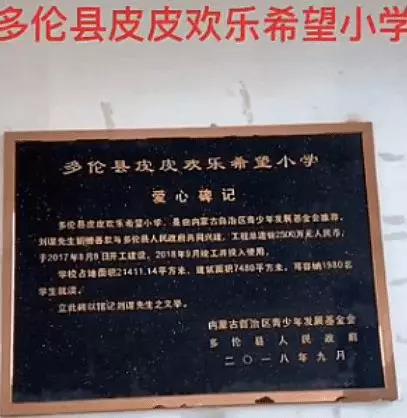 多伦县皮皮欢乐希望小学
多伦县皮皮欢乐希望小学
爱心碑记
多伦县皮皮欢乐希望小学，是由内蒙古自治区青少年发展基金会推荐，
刘谋先生捐赠善款与多伦县人民政府共同兴建，工程总造价2500万元人民币，
于2017年8月8日开工建设，2018年9月竣工并投入使用。
学校占地面积21411.14平方米，建筑面积7480平方米，可容纳1980名
学生就读。
立此碑以铭记刘谋先生之义举。
内蒙古自治区青少年发展基金会
多伦县人民政府
二〇一八年九月